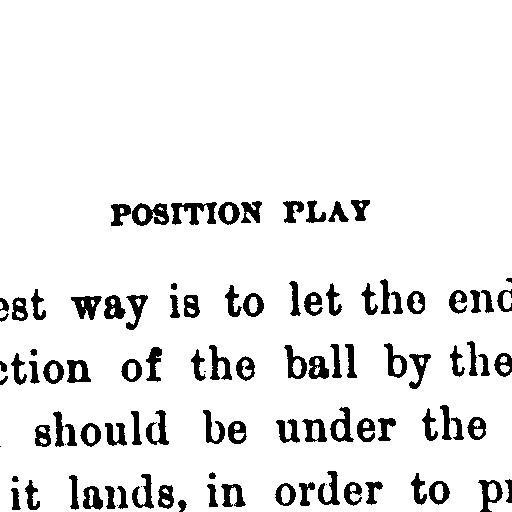 POSITION PLAY
est way is to let the end
ction of the ball by the
should be under the
it lands, in order to pr